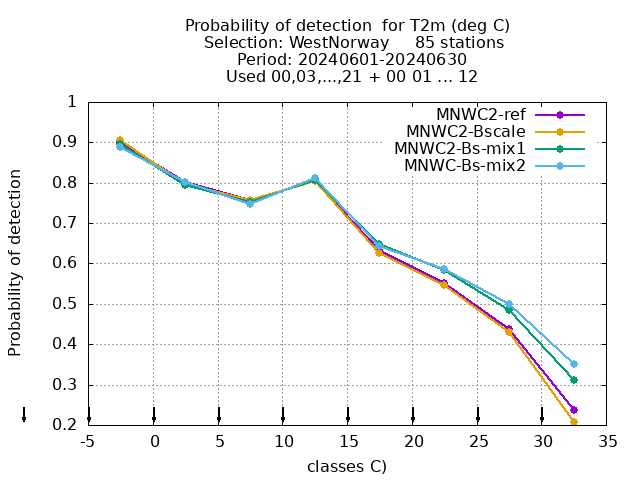 Probability of detection  for T2m (deg C)
Selection: WestNorway     85 stations
Period: 20240601-20240630
Used 00,03,...,21 + 00 01 ... 12
MNWC2-ref
MNWC2-Bscale
MNWC2-Bs-mix1
MNWC-Bs-mix2
Probability of detection
1
0.9
0.8
0.7
0.6
0.5
0.4
0.3
0.2
-5 0 5 10 15 20 25 30 35
classes C)